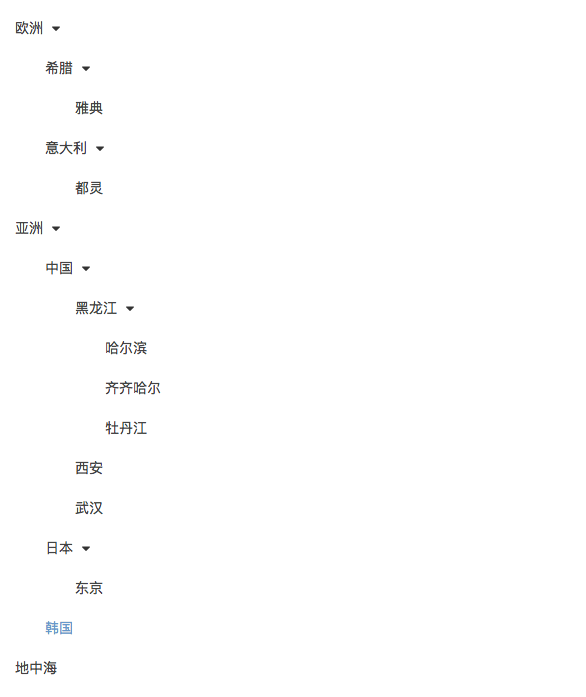 欧洲
希腊
雅典
意大利
都灵
亚洲
中国
黑龙江
哈尔滨
齐齐哈尔
牡丹江
西安
武汉
日本
东京
韩国
地中海